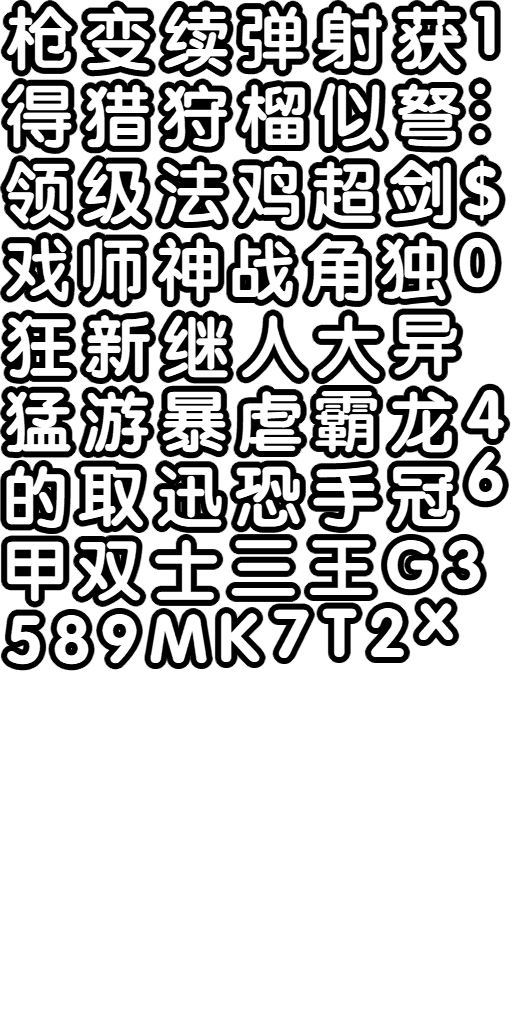 枪变续弹射获1
得猎狩榴似弩…
领级法鸡超剑$
戏师神战角独0
狂新继人大异
猛游暴虐霸龙4
的取迅恐手冠6
甲双士三王G3
589MK7T2×